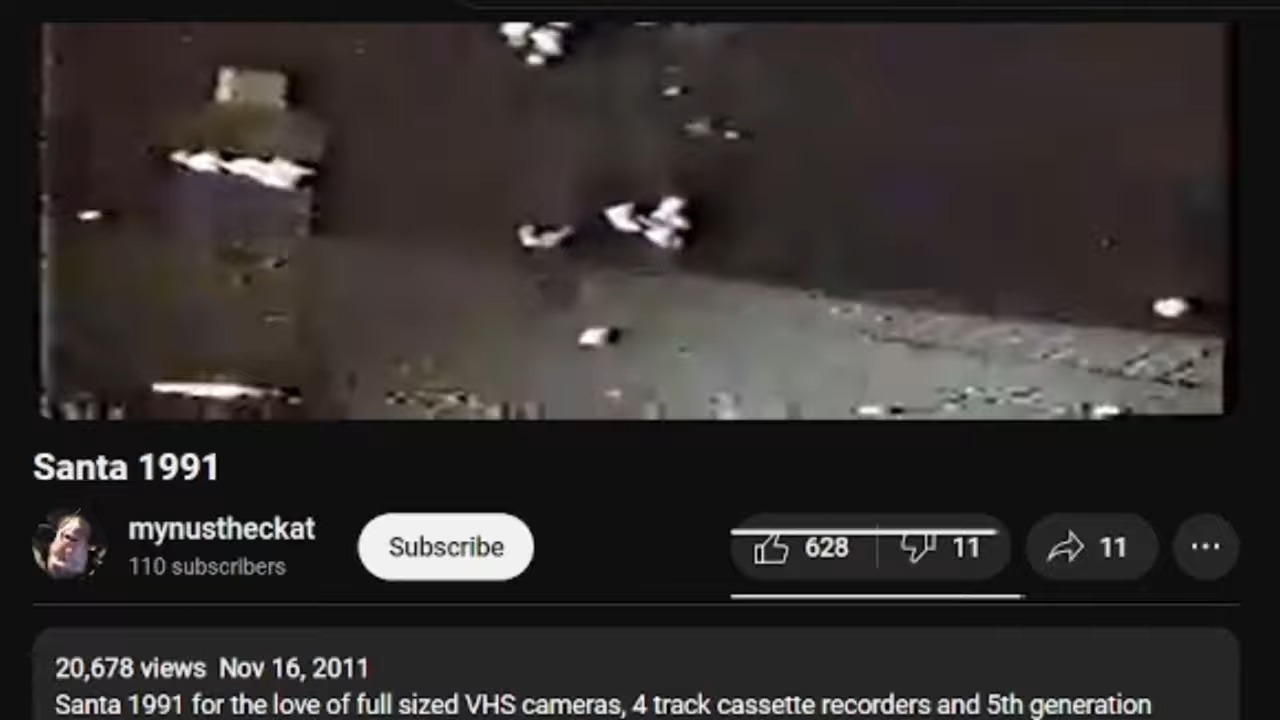 Santa 1991
mynustheckat
110 subscribers
Subscribe
628
11
11
20,678 views Nov 16, 2011
Santa 1991 for the love of full sized VHS cameras, 4 track cassette recorders and 5th generation